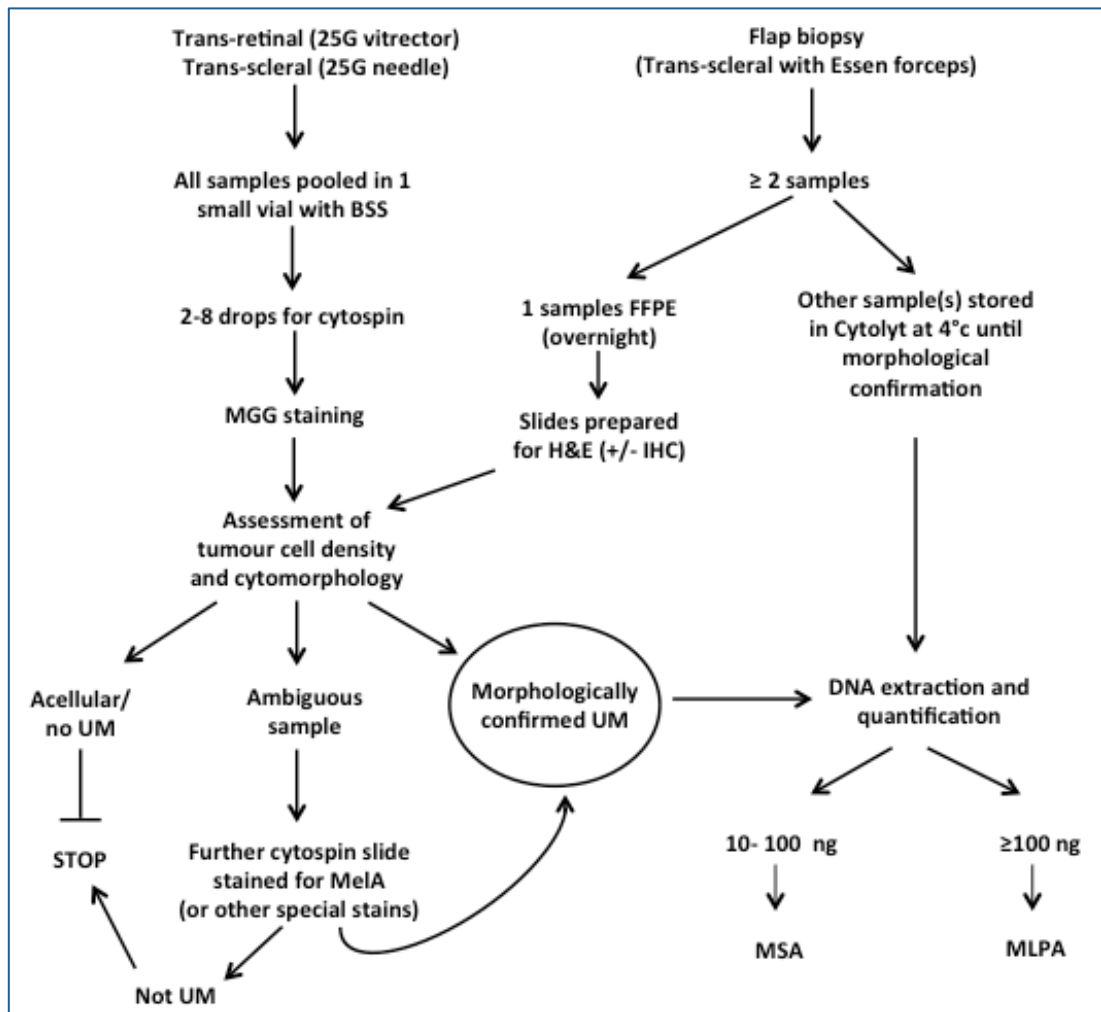 Trans-retinal (25G vitrector)
Trans-scleral (25G needle)
Flap biopsy
(Trans-scleral with Essen forceps)
All samples pooled in 1
small vial with BSS
≥ 2 samples
2-8 drops for cytospin
1 samples FFPE
(overnight)
Other sample(s) stored
in Cytolyt at 4°c until
morphological
confirmation
MGG staining
Slides prepared
for H&E (+/- IHC)
Assessment of
tumour cell density
and cytomorphology
Acellular/
no UM
Ambiguous
sample
Morphologically
confirmed UM
DNA extraction and
quantification
STOP
Further cytospin slide
stained for MelA
(or other special stains)
10- 100 ng
≥100 ng
MSA
MLPA
Not UM